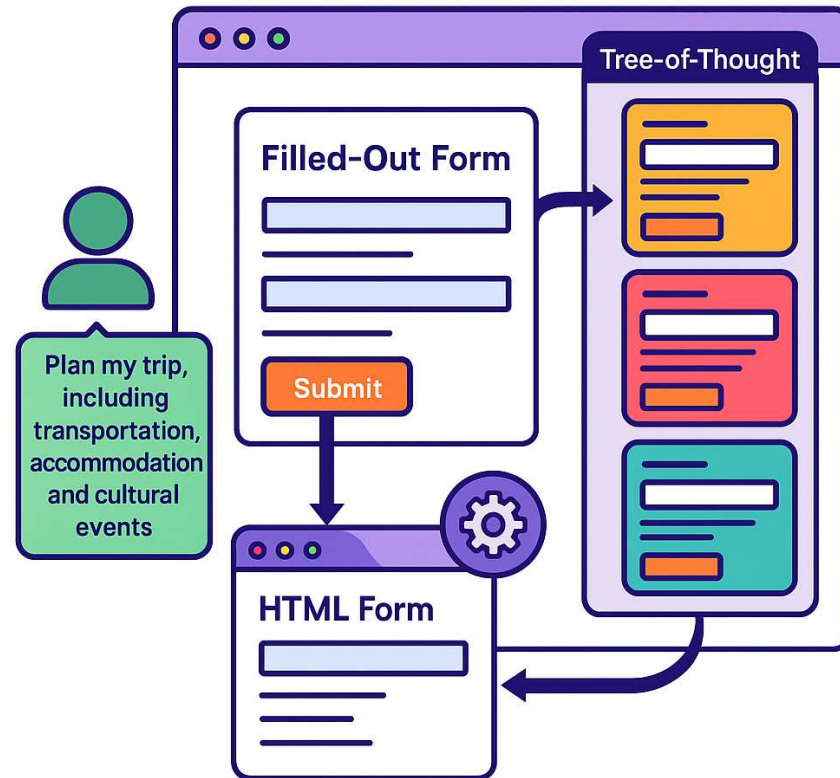 Tree-of-Thought
Filled-Out Form
Submit
Plan my trip,
including
transportation,
accommodation
and cultural
events
HTML Form